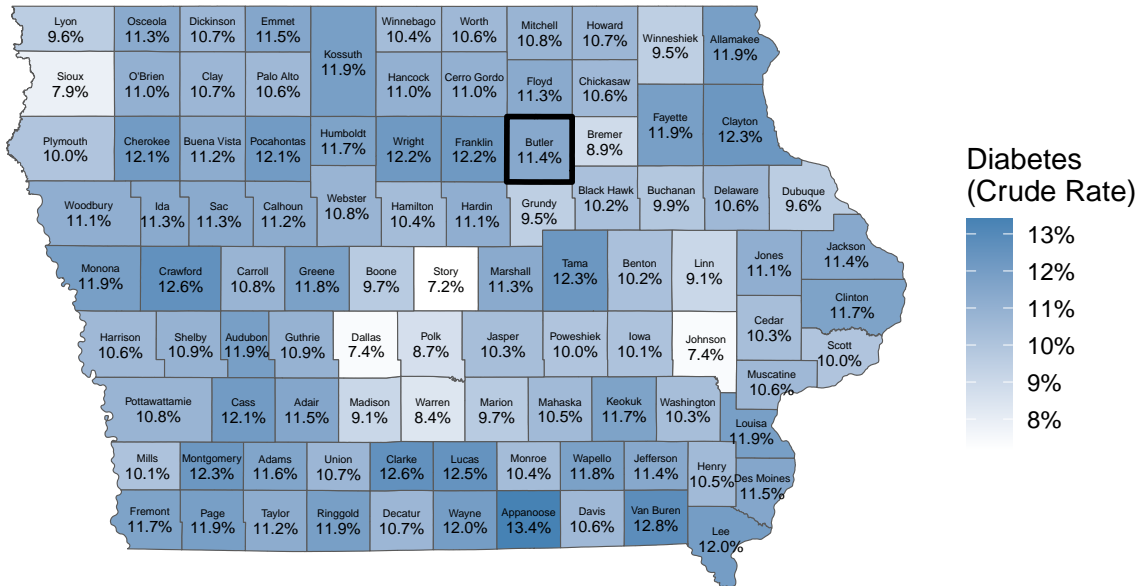 Lyon
9.6%
Osceola
11.3%
Dickinson
10.7%
Emmet
11.5%
Winnebago
10.4%
Worth
10.6%
Mitchell
10.8%
Howard
10.7%
Winneshiek
9.5%
Allamakee
11.9%
Kossuth
11.9%
Sioux
7.9%
O'Brien
11.0%
Clay
10.7%
Palo Alto
10.6%
Hancock
11.0%
Cerro Gordo
11.0%
Floyd
11.3%
Chickasaw
10.6%
Fayette
11.9%
Clayton
12.3%
Plymouth
10.0%
Cherokee
12.1%
Buena Vista
11.2%
Pocahontas
12.1%
Humboldt
11.7%
Wright
12.2%
Franklin
12.2%
Butler
11.4%
Bremer
8.9%
Woodbury
11.1%
Ida
11.3%
Sac
11.3%
Calhoun
11.2%
Webster
10.8%
Hamilton
10.4%
Hardin
11.1%
Grundy
9.5%
Black Hawk
10.2%
Buchanan
9.9%
Delaware
10.6%
Dubuque
9.6%
Monona
11.9%
Crawford
12.6%
Carroll
10.8%
Greene
11.8%
Boone
9.7%
Story
7.2%
Marshall
11.3%
Tama
12.3%
Benton
10.2%
Linn
9.1%
Jones
11.1%
Jackson
11.4%
Clinton
11.7%
Harrison
10.6%
Shelby
10.9%
Audubon
11.9%
Guthrie
10.9%
Dallas
7.4%
Polk
8.7%
Jasper
10.3%
Poweshiek
10.0%
Iowa
10.1%
Johnson
7.4%
Cedar
10.3%
Scott
10.0%
Muscatine
10.6%
Pottawattamie
10.8%
Cass
12.1%
Adair
11.5%
Madison
9.1%
Warren
8.4%
Marion
9.7%
Mahaska
10.5%
Keokuk
11.7%
Washington
10.3%
Louisa
11.9%
Mills
10.1%
Montgomery
12.3%
Adams
11.6%
Union
10.7%
Clarke
12.6%
Lucas
12.5%
Monroe
10.4%
Wapello
11.8%
Jefferson
11.4%
Henry
10.5%
Des Moines
11.5%
Fremont
11.7%
Page
11.9%
Taylor
11.2%
Ringgold
11.9%
Decatur
10.7%
Wayne
12.0%
Appanoose
13.4%
Davis
10.6%
Van Buren
12.8%
Lee
12.0%
Diabetes
(Crude Rate)
13%
12%
11%
10%
9%
8%